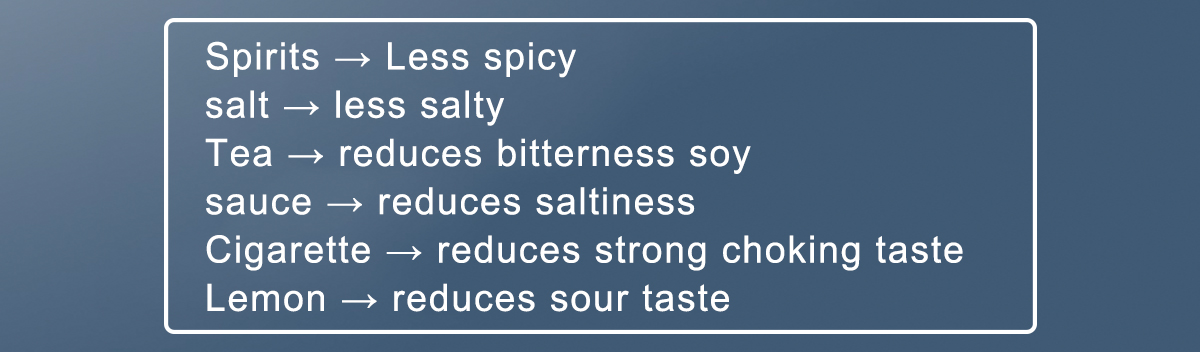 Spirits → Less spicy
salt → less salty
Tea → reduces bitterness soy
sauce → reduces saltiness
Cigarette → reduces strong choking taste
Lemon → reduces sour taste